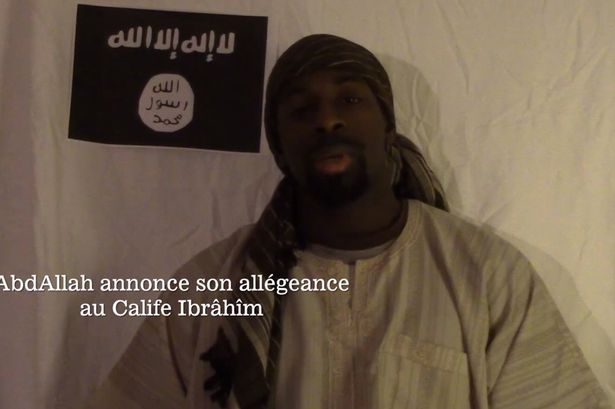 لا إله إلا الله
الله
رسول
محمد
AbdAllah annonce son allégeance
au Calife Ibrâhîm